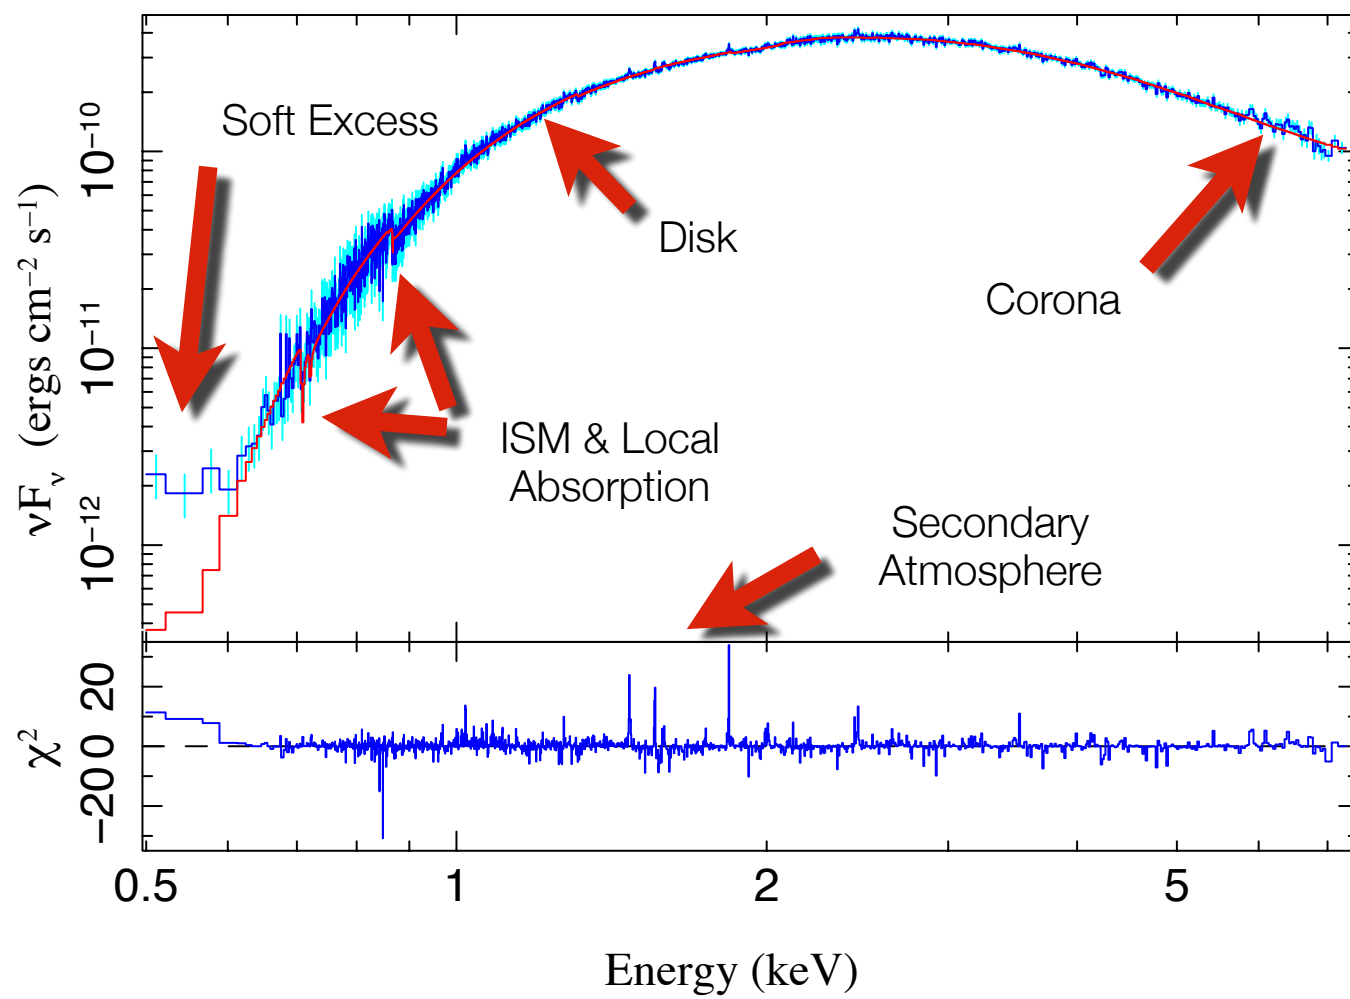 Soft Excess
Disk
Corona
ISM & Local
Absorption
Secondary
Atmosphere
νFν (ergs cm−2 s−1)
10−10
10−11
10−12
χ2
20
0
−20
0.5
1
2
5
Energy (keV)